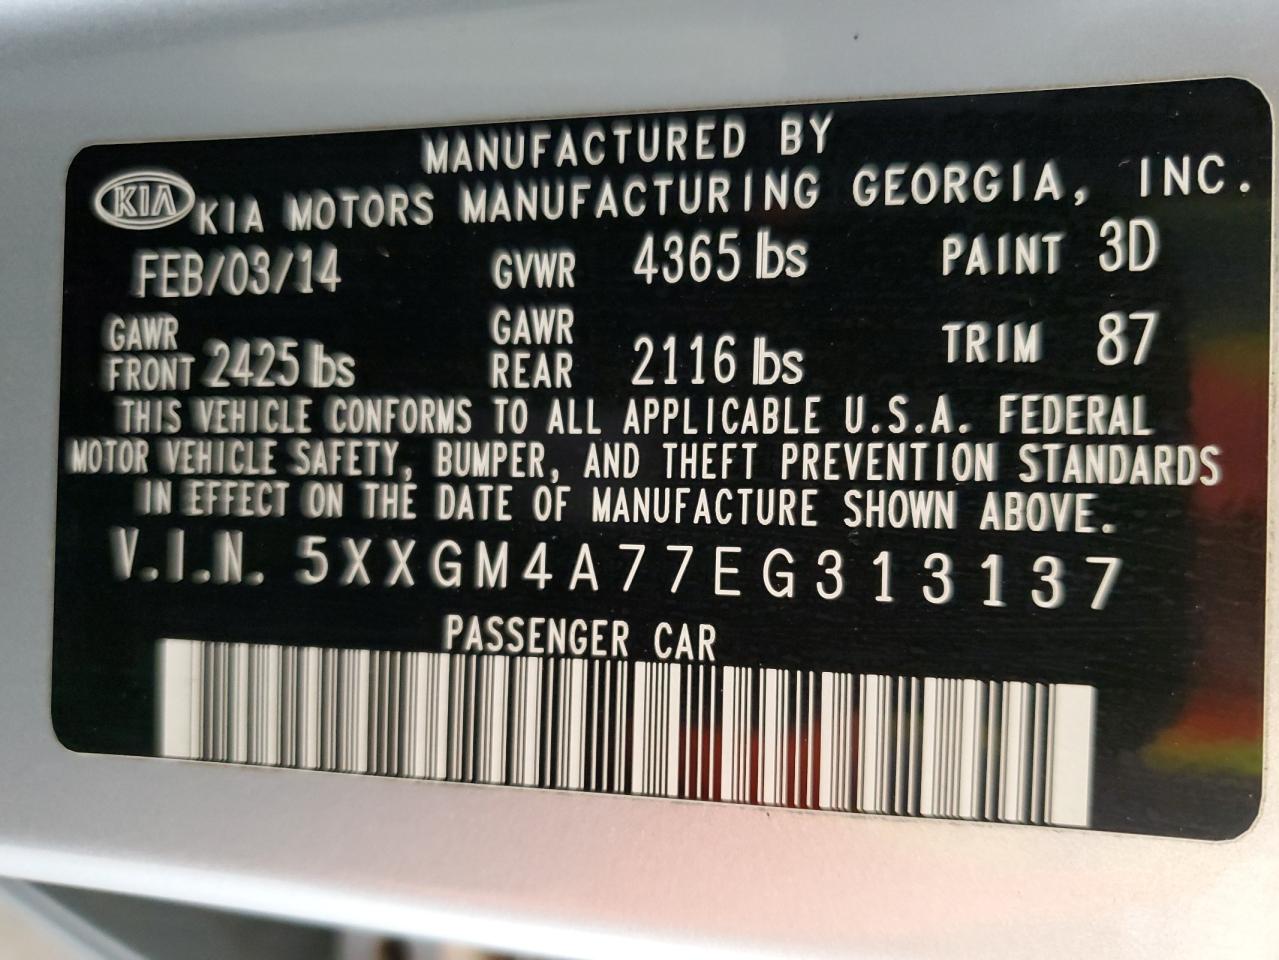 MANUFACTURED BY
KIA KIA MOTORS MANUFACTURING GEORGIA, INC.
FEB/03/14 GVWR 4365 lbs PAINT 3D
GAWR FRONT 2425 lbs GAWR REAR 2116 lbs TRIM 87
THIS VEHICLE CONFORMS TO ALL APPLICABLE U.S.A. FEDERAL
MOTOR VEHICLE SAFETY, BUMPER, AND THEFT PREVENTION STANDARDS
IN EFFECT ON THE DATE OF MANUFACTURE SHOWN ABOVE.
V.I.N. 5XXGM4A77EG313137
PASSENGER CAR